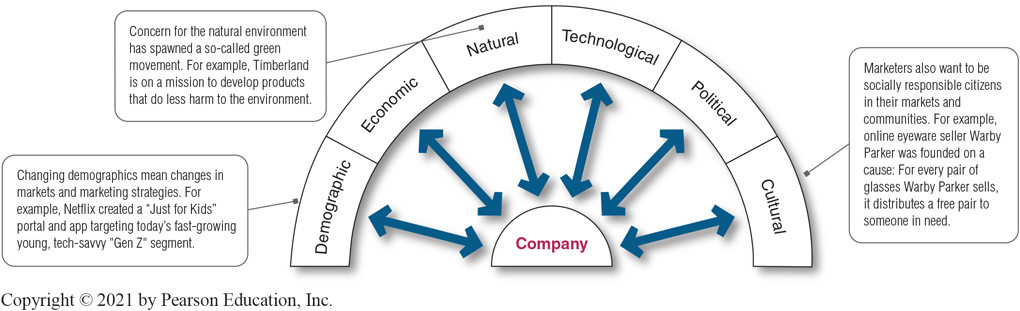 Concern for the natural environment
has spawned a so-called green
movement. For example, Timberland
is on a mission to develop products
that do less harm to the environment.
Changing demographics mean changes in
markets and marketing strategies. For
example, Netflix created a “Just for Kids”
portal and app targeting today's fast-growing
young, tech-savvy "Gen Z" segment.
Demographic
Economic
Natural
Technological
Political
Cultural
Company
Marketers also want to be
socially responsible citizens
in their markets and
communities. For example,
online eyeware seller Warby
Parker was founded on a
cause: For every pair of
glasses Warby Parker sells,
it distributes a free pair to
someone in need.
Copyright © 2021 by Pearson Education, Inc.